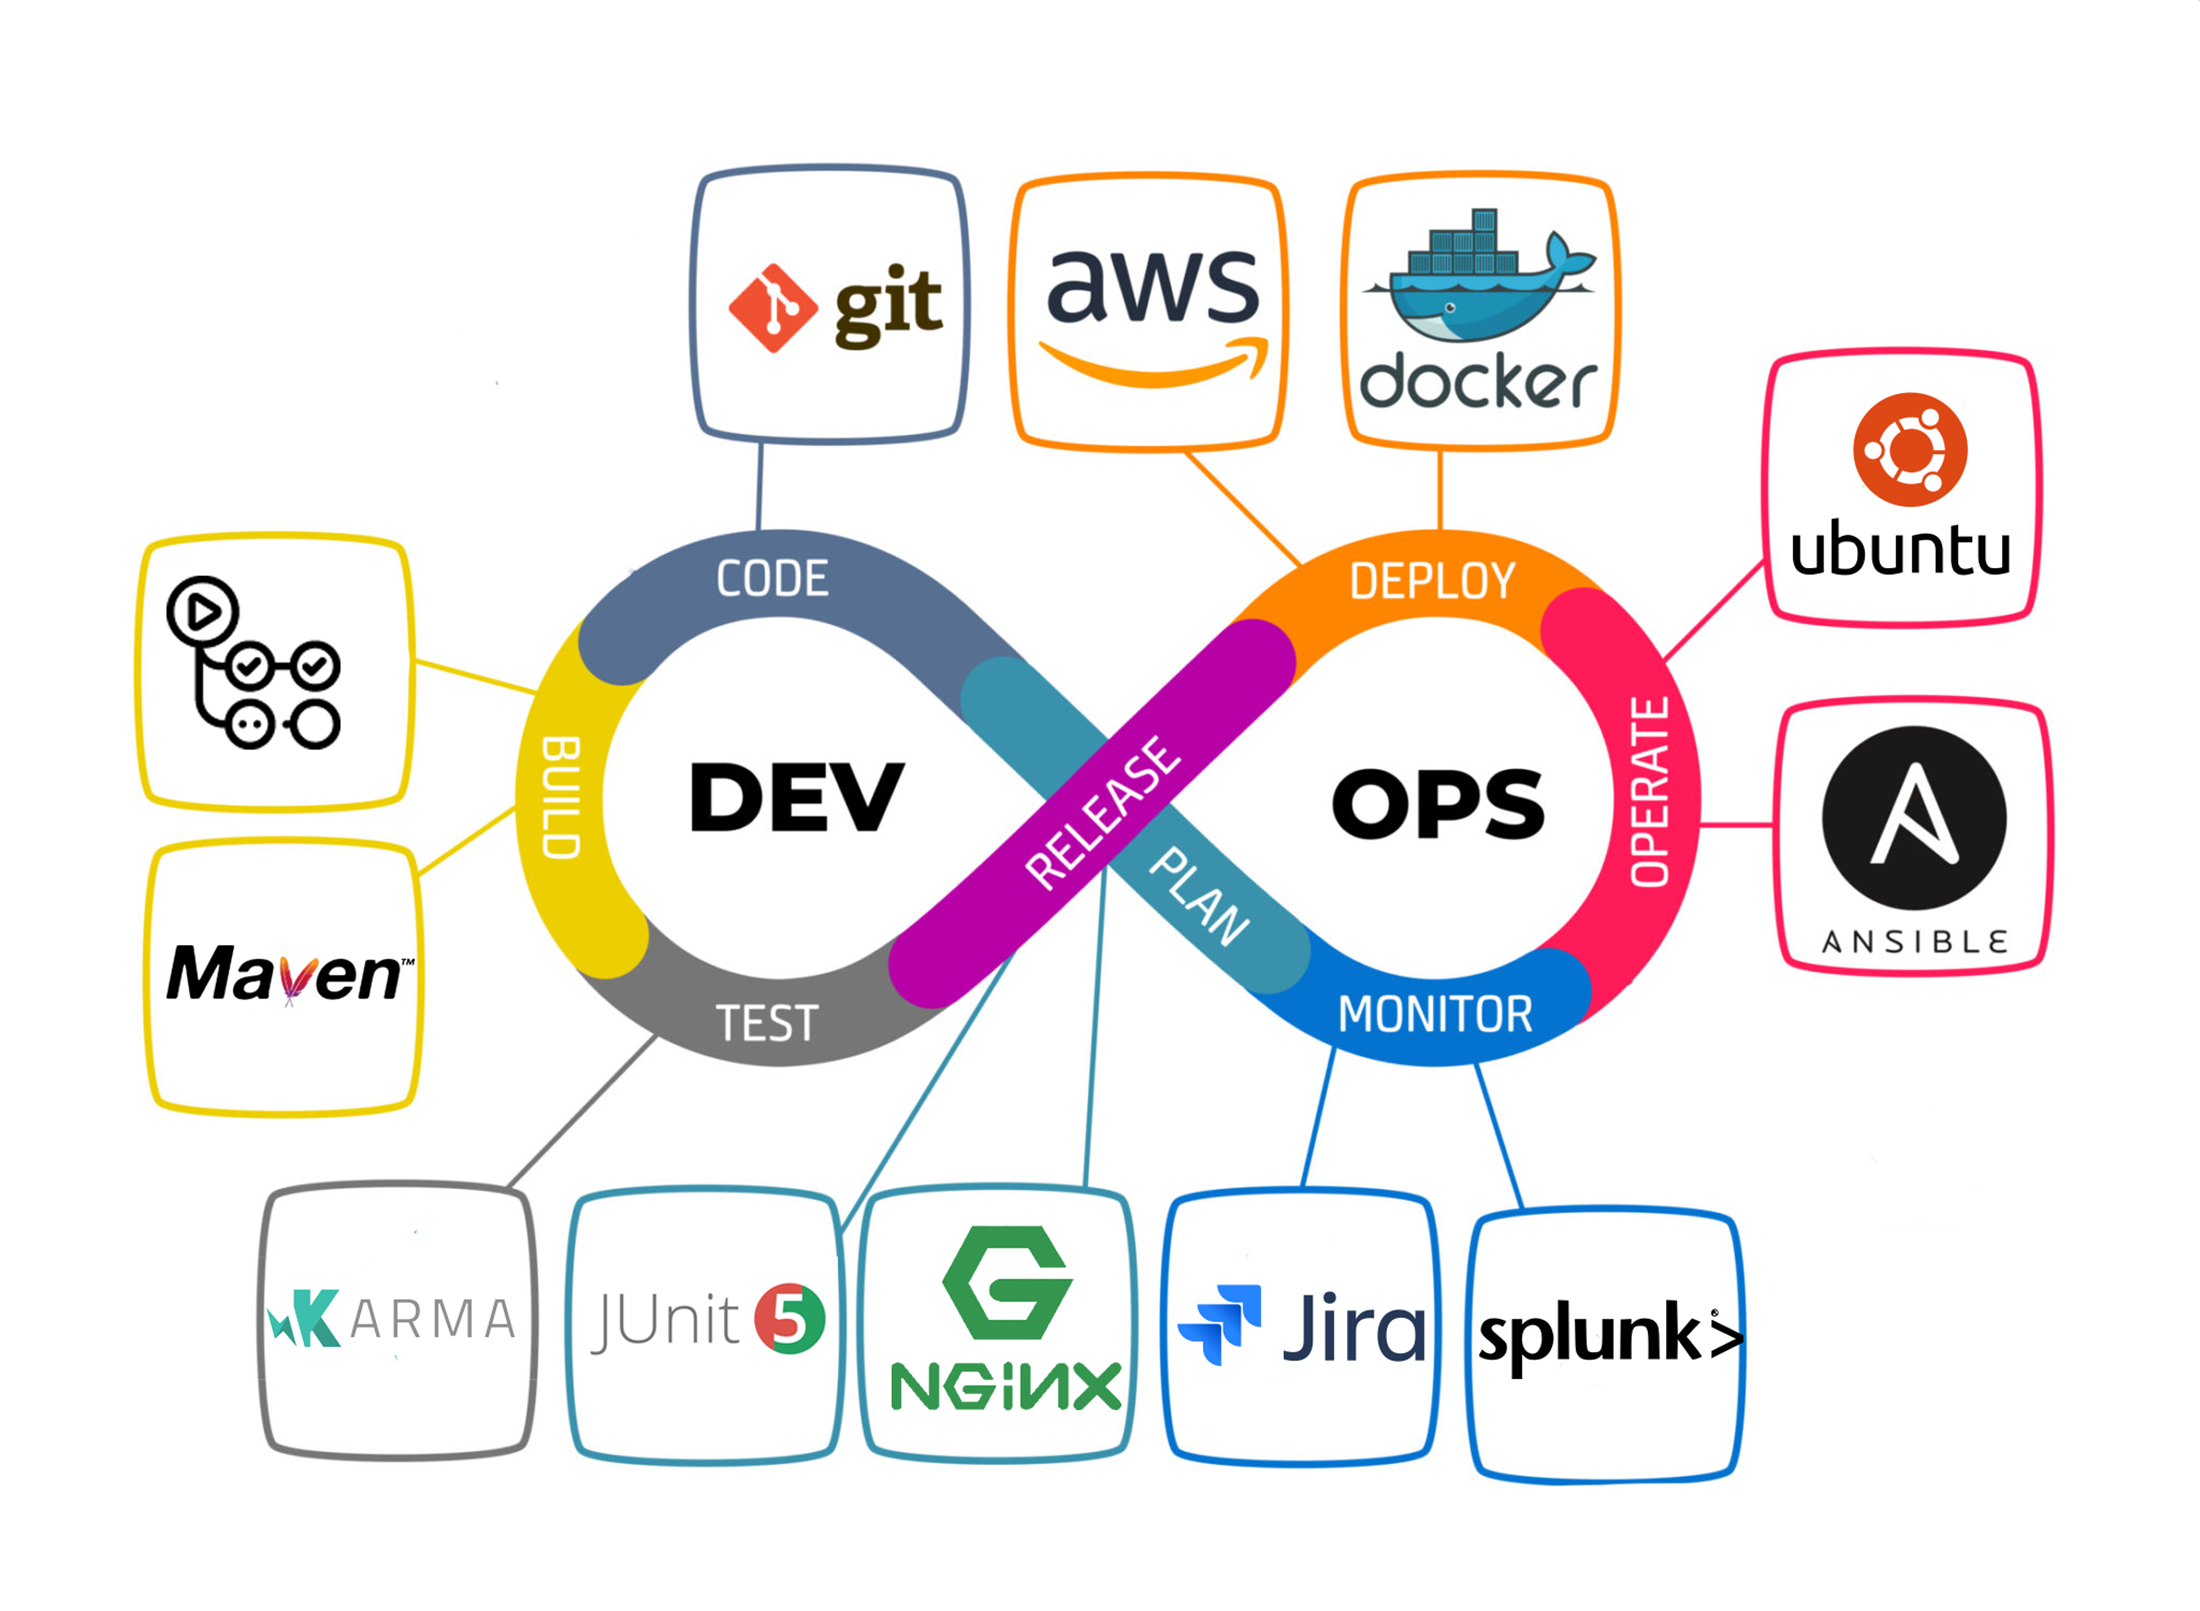 git
aws
docker
ubuntu
CODE
DEPLOY
BUILD
DEV
RELEASE
OPS
OPERATE
PLAN
Maven™
ANSIBLE
TEST
MONITOR
KARMA
JUnit 5
NGiNX
Jira
splunk>